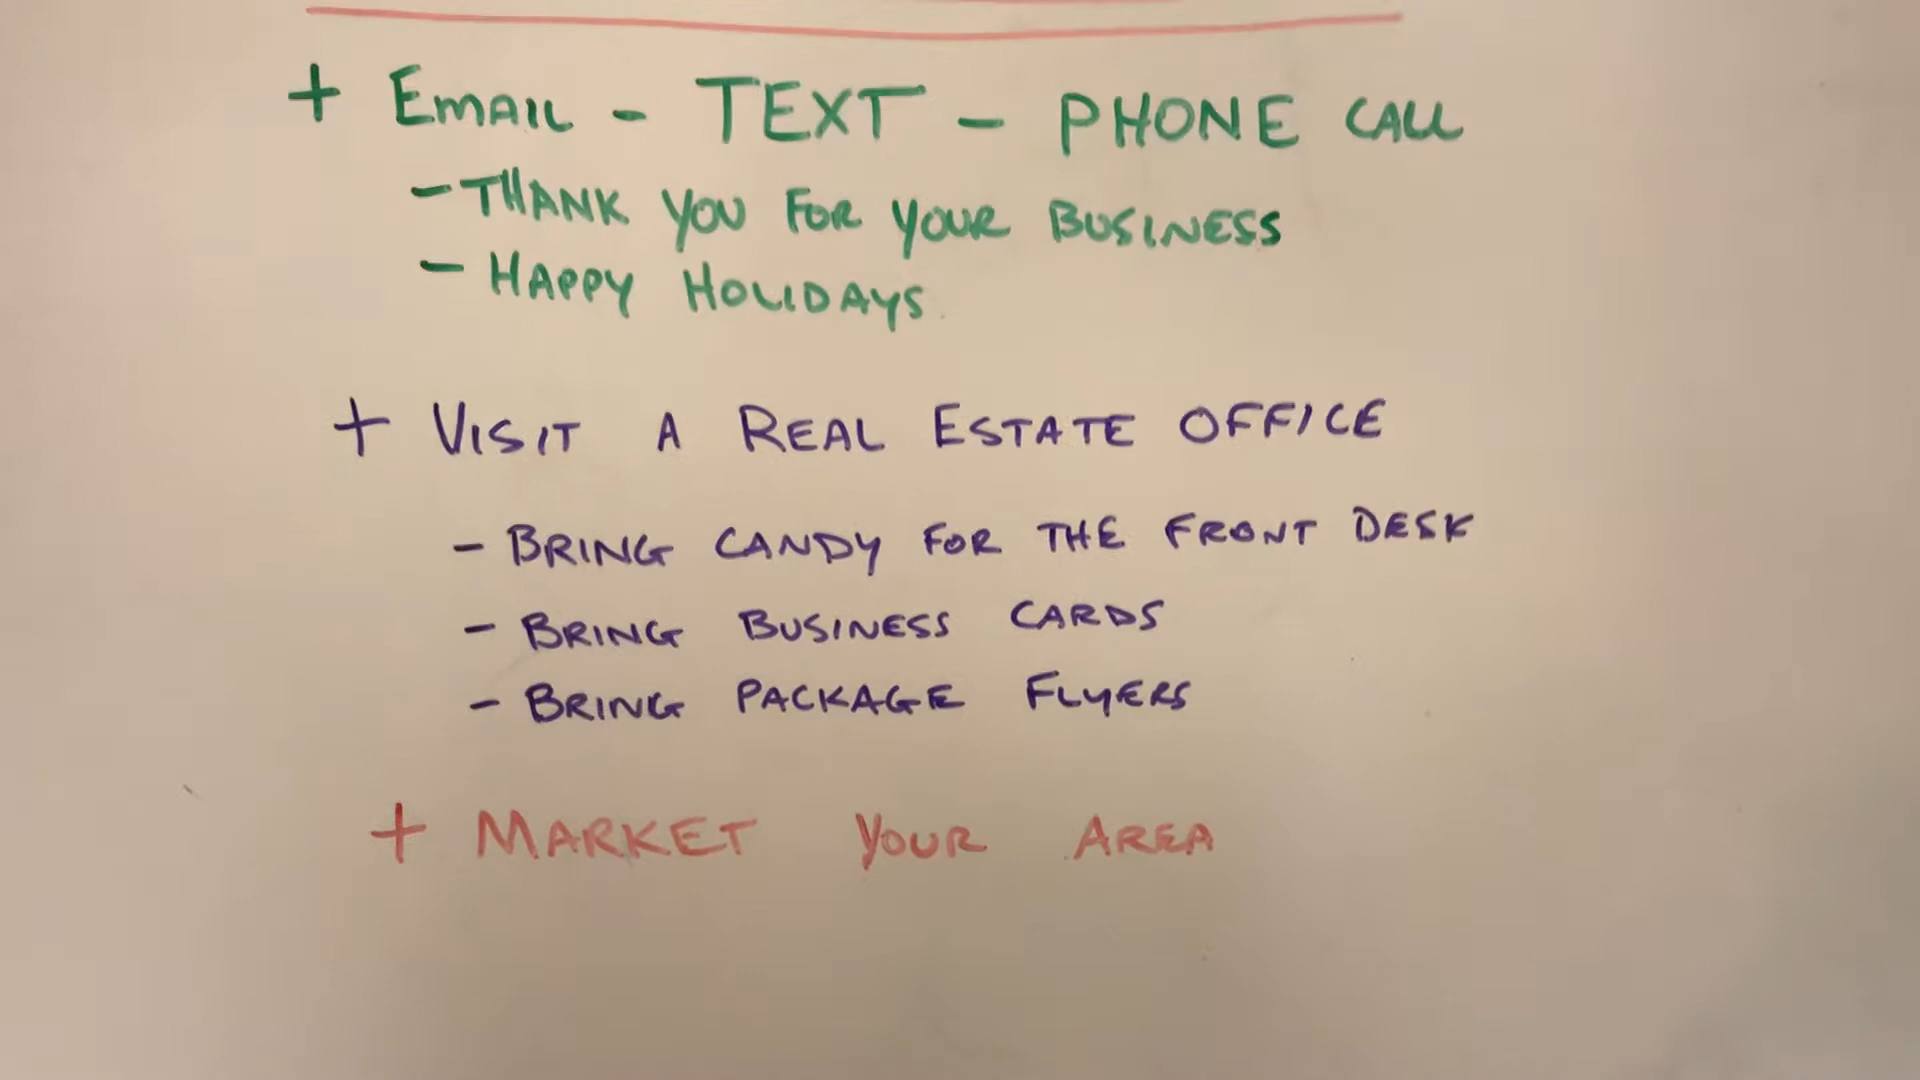 + EMAIL - TEXT - PHONE CALL
- THANK YOU FOR YOUR BUSINESS
- HAPPY HOLIDAYS
+ VISIT A REAL ESTATE OFFICE
- BRING CANDY FOR THE FRONT DESK
- BRING BUSINESS CARDS
- BRING PACKAGE FLYERS
+ MARKET YOUR AREA